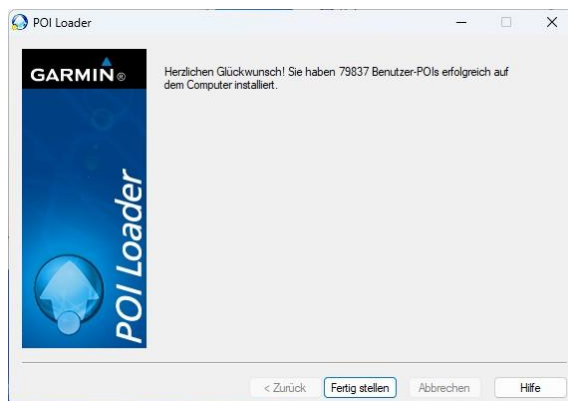 POI Loader
GARMIN®
Herzlichen Glückwunsch! Sie haben 79837 Benutzer-POIs erfolgreich auf
dem Computer installiert.
POI Loader
< Zurück
Fertig stellen
Abbrechen
Hilfe